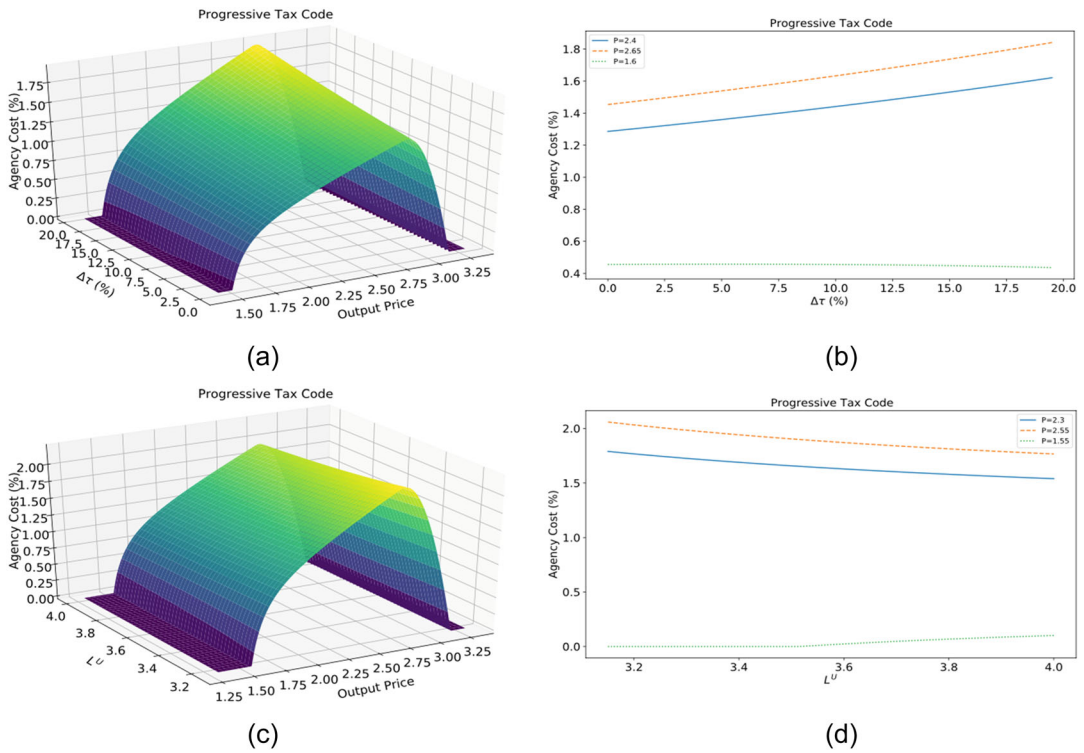 Progressive Tax Code
Agency Cost (%)
1.75
1.50
1.25
1.00
0.75
0.50
0.25
0.00
20.0
17.5
15.0
12.5
10.0
7.5
5.0
2.5
0.0
Δτ (%)
1.50
1.75
2.00
2.25
2.50
2.75
3.00
3.25
Output Price
(a)
Progressive Tax Code
P=2.4
P=2.65
P=1.6
Agency Cost (%)
1.8
1.6
1.4
1.2
1.0
0.8
0.6
0.4
0.0 2.5 5.0 7.5 10.0 12.5 15.0 17.5 20.0
Δτ (%)
(b)
Progressive Tax Code
Agency Cost (%)
2.00
1.75
1.50
1.25
1.00
0.75
0.50
0.25
0.00
4.0
3.8
3.6
3.4
3.2
L^U
1.25
1.50
1.75
2.00
2.25
2.50
2.75
3.00
3.25
Output Price
(c)
Progressive Tax Code
P=2.3
P=2.55
P=1.55
Agency Cost (%)
2.0
1.5
1.0
0.5
0.0
3.2 3.4 3.6 3.8 4.0
L^U
(d)